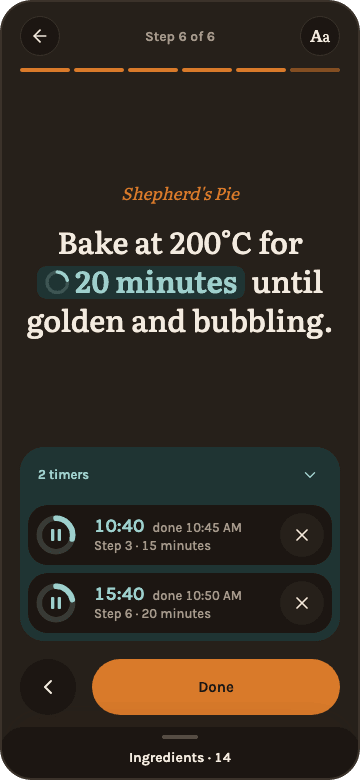 Step 6 of 6
Aa
Shepherd's Pie
Bake at 200°C for
20 minutes until
golden and bubbling.
2 timers
10:40 done 10:45 AM
Step 3 · 15 minutes
15:40 done 10:50 AM
Step 6 · 20 minutes
Done
Ingredients · 14